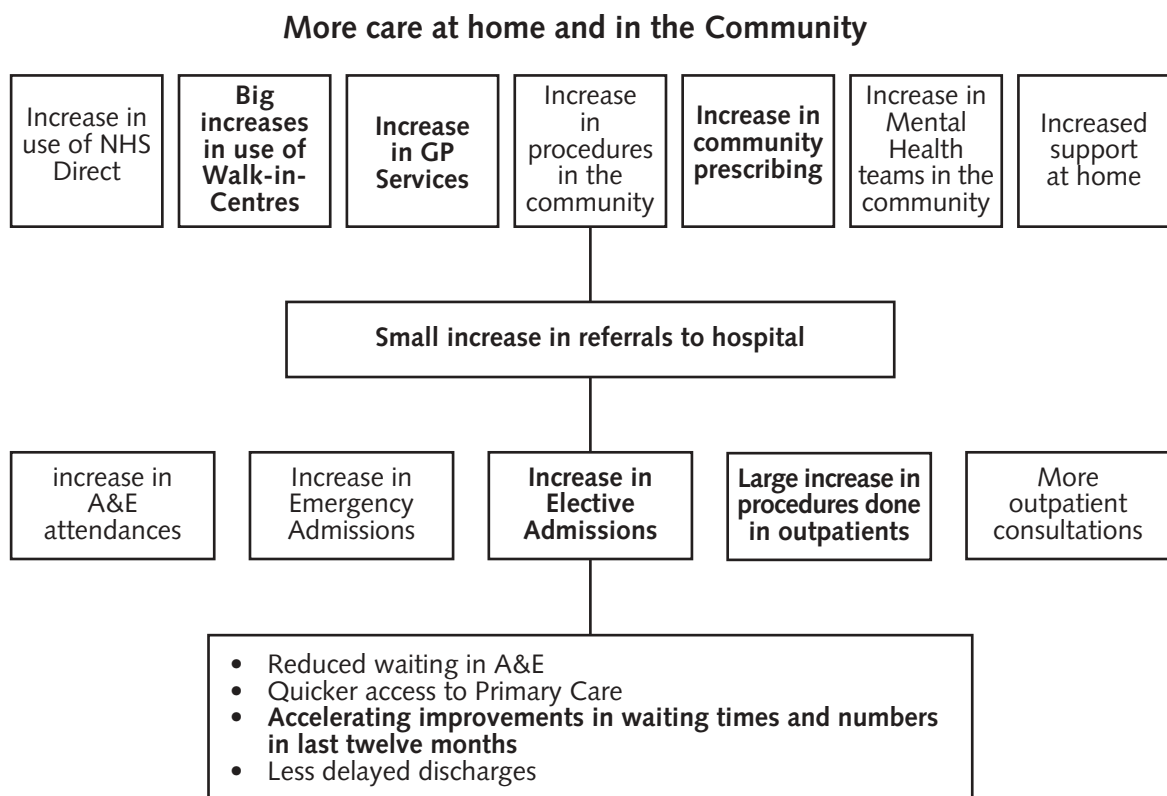 More care at home and in the Community
Increase in
use of NHS
Direct
Big
increases
in use of
Walk-in-
Centres
Increase
in GP
Services
Increase
in
procedures
in the
community
Increase in
community
prescribing
Increase in
Mental
Health
teams in the
community
Increased
support
at home
Small increase in referrals to hospital
increase in
A&E
attendances
Increase in
Emergency
Admissions
Increase in
Elective
Admissions
Large increase in
procedures done
in outpatients
More
outpatient
consultations
• Reduced waiting in A&E
• Quicker access to Primary Care
• Accelerating improvements in waiting times and numbers
in last twelve months
• Less delayed discharges